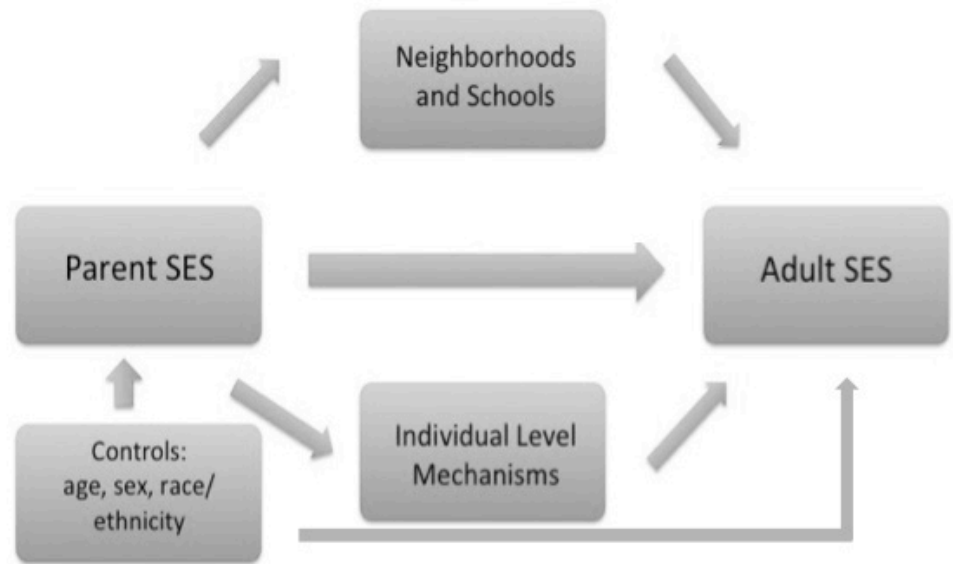 Neighborhoods
and Schools
Parent SES
Adult SES
Individual Level
Mechanisms
Controls:
age, sex, race/
ethnicity